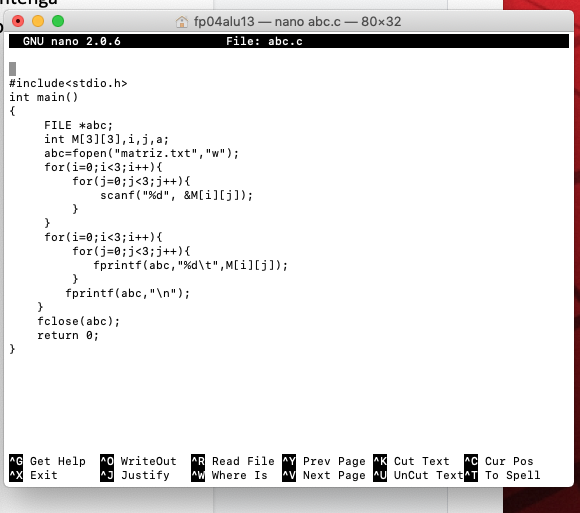 ntenga
fp04alu13 — nano abc.c — 80×32
GNU nano 2.0.6 File: abc.c
#include<stdio.h>
int main()
{
FILE *abc;
int M[3][3],i,j,a;
abc=fopen("matriz.txt","w");
for(i=0;i<3;i++){
for(j=0;j<3;j++){
scanf("%d", &M[i][j]);
}
}
for(i=0;i<3;i++){
for(j=0;j<3;j++){
fprintf(abc,"%d\t",M[i][j]);
}
fprintf(abc,"\n");
}
fclose(abc);
return 0;
}
^G Get Help ^O WriteOut ^R Read File ^Y Prev Page ^K Cut Text ^C Cur Pos
^X Exit ^J Justify ^W Where Is ^V Next Page ^U UnCut Text ^T To Spell